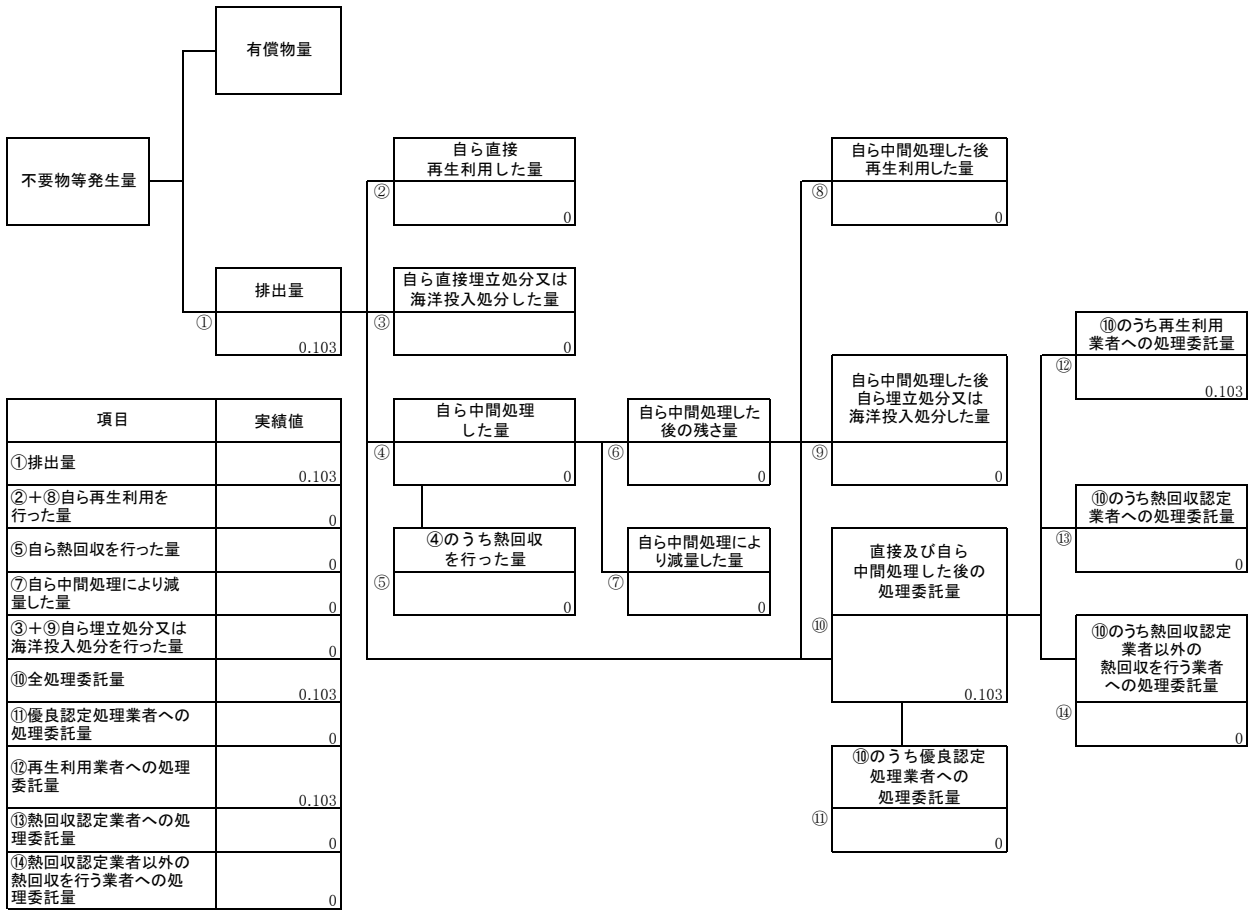 有償物量
不要物等発生量
排出量
①
0.103
自ら直接
再生利用した量
②
0
自ら直接埋立処分又は
海洋投入処分した量
③
0
自ら中間処理
した量
④
0
④のうち熱回収
を行った量
⑤
0
自ら中間処理した
後の残さ量
⑥
0
自ら中間処理によ
り減量した量
⑦
0
自ら中間処理した後
再生利用した量
⑧
0
自ら中間処理した後
自ら埋立処分又は
海洋投入処分した量
⑨
0
直接及び自ら
中間処理した後の
処理委託量
⑩
0.103
⑩のうち優良認定
処理業者への
処理委託量
⑪
0
⑩のうち再生利用
業者への処理委託量
⑫
0.103
⑩のうち熱回収認定
業者への処理委託量
⑬
0
⑩のうち熱回収認定
業者以外の
熱回収を行う業者
への処理委託量
⑭
0
項目 実績値
①排出量
0.103
②+⑧自ら再生利用を
行った量
0
⑤自ら熱回収を行った量
0
⑦自ら中間処理により減
量した量
0
③+⑨自ら埋立処分又は
海洋投入処分を行った量
0
⑩全処理委託量
0.103
⑪優良認定処理業者への
処理委託量
0
⑫再生利用業者への処理
委託量
0.103
⑬熱回収認定業者への処
理委託量
0
⑭熱回収認定業者以外の
熱回収を行う業者への処
理委託量
0